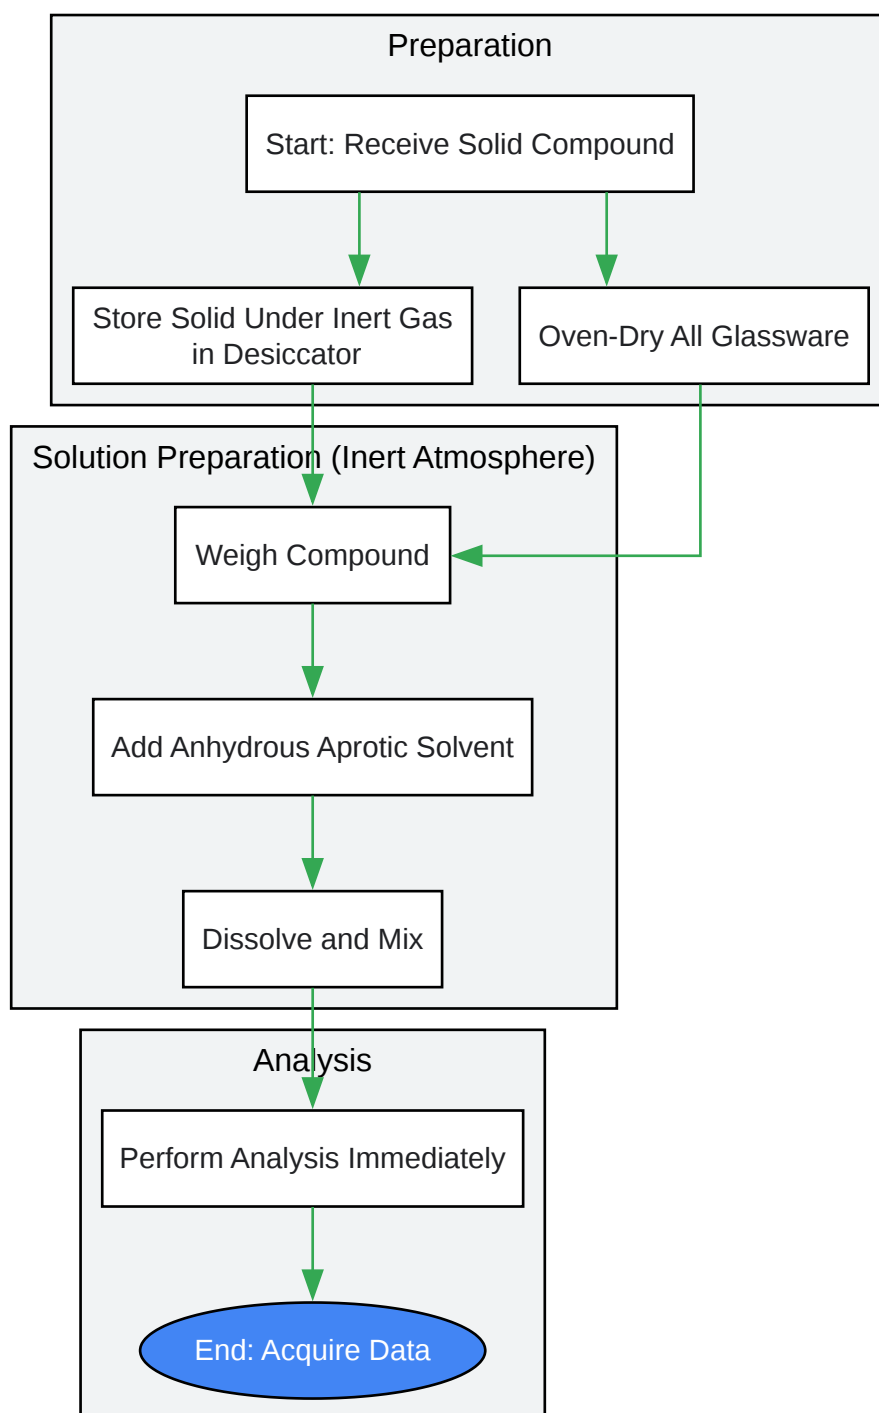 Preparation
Start: Receive Solid Compound
Store Solid Under Inert Gas
in Desiccator
Oven-Dry All Glassware
Solution Preparation (Inert Atmosphere)
Weigh Compound
Add Anhydrous Aprotic Solvent
Dissolve and Mix
Analysis
Perform Analysis Immediately
End: Acquire Data